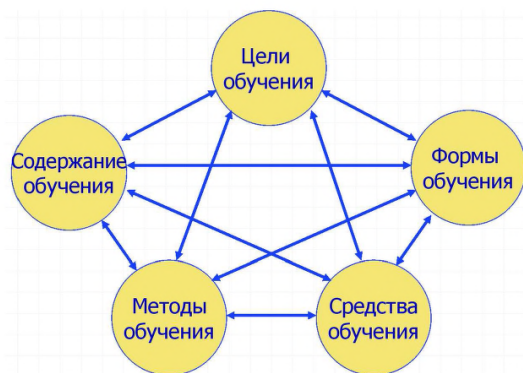 Цели
обучения
Содержание
обучения
Формы
обучения
Методы
обучения
Средства
обучения